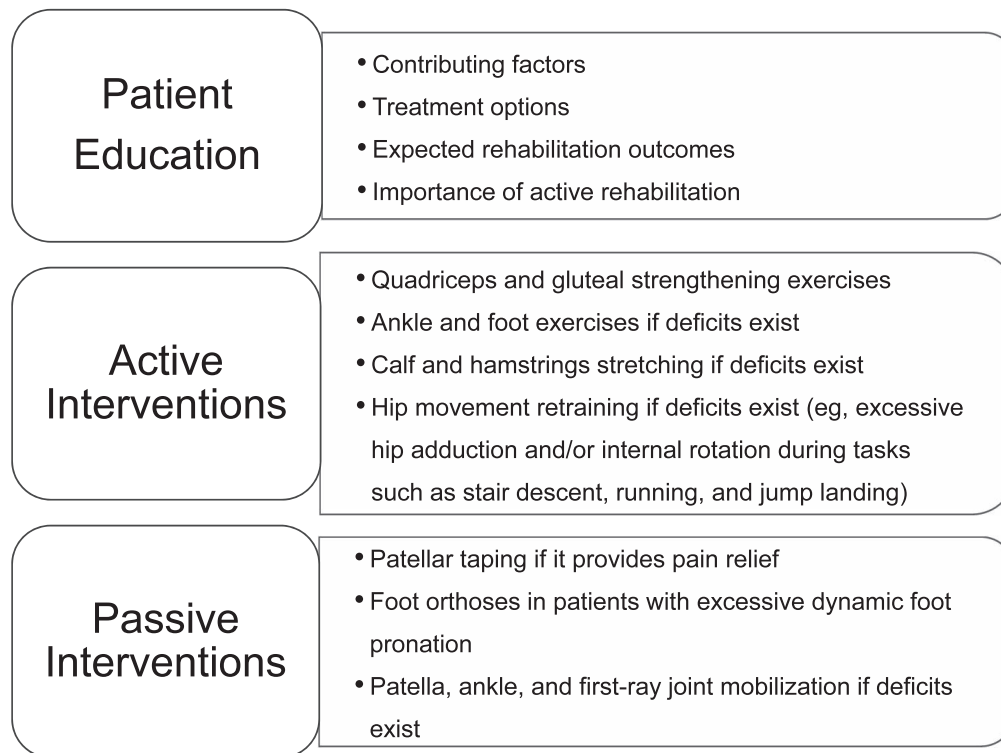 Patient
Education
• Contributing factors
• Treatment options
• Expected rehabilitation outcomes
• Importance of active rehabilitation
Active
Interventions
• Quadriceps and gluteal strengthening exercises
• Ankle and foot exercises if deficits exist
• Calf and hamstrings stretching if deficits exist
• Hip movement retraining if deficits exist (eg, excessive
hip adduction and/or internal rotation during tasks
such as stair descent, running, and jump landing)
Passive
Interventions
• Patellar taping if it provides pain relief
• Foot orthoses in patients with excessive dynamic foot
pronation
• Patella, ankle, and first-ray joint mobilization if deficits
exist